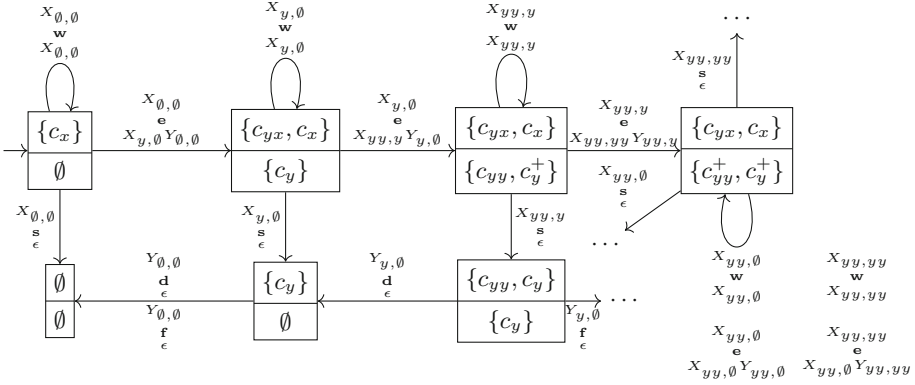 X_{∅,∅}
w
X_{∅,∅}
X_{y,∅}
w
X_{y,∅}
X_{yy,y}
w
X_{yy,y}
...
X_{yy,yy}
s
ϵ
{c_x}
∅
X_{∅,∅}
e
X_{y,∅}Y_{∅,∅}
{c_{yx}, c_x}
{c_y}
X_{y,∅}
e
X_{yy,y}Y_{y,∅}
{c_{yx}, c_x}
{c_{yy}, c_y^+}
X_{yy,y}
e
X_{yy,yy}Y_{yy,y}
{c_{yx}, c_x}
{c_{yy}^+, c_y^+}
X_{∅,∅}
s
ϵ
X_{y,∅}
s
ϵ
X_{yy,y}
s
ϵ
X_{yy,∅}
s
ϵ
...
∅
∅
Y_{∅,∅}
d
ϵ
Y_{∅,∅}
f
ϵ
{c_y}
∅
Y_{y,∅}
d
ϵ
{c_{yy}, c_y}
{c_y}
Y_{y,∅}
f
ϵ
...
X_{yy,∅}
w
X_{yy,∅}
X_{yy,yy}
w
X_{yy,yy}
X_{yy,∅}
e
X_{yy,∅}Y_{yy,∅}
X_{yy,yy}
e
X_{yy,∅}Y_{yy,yy}